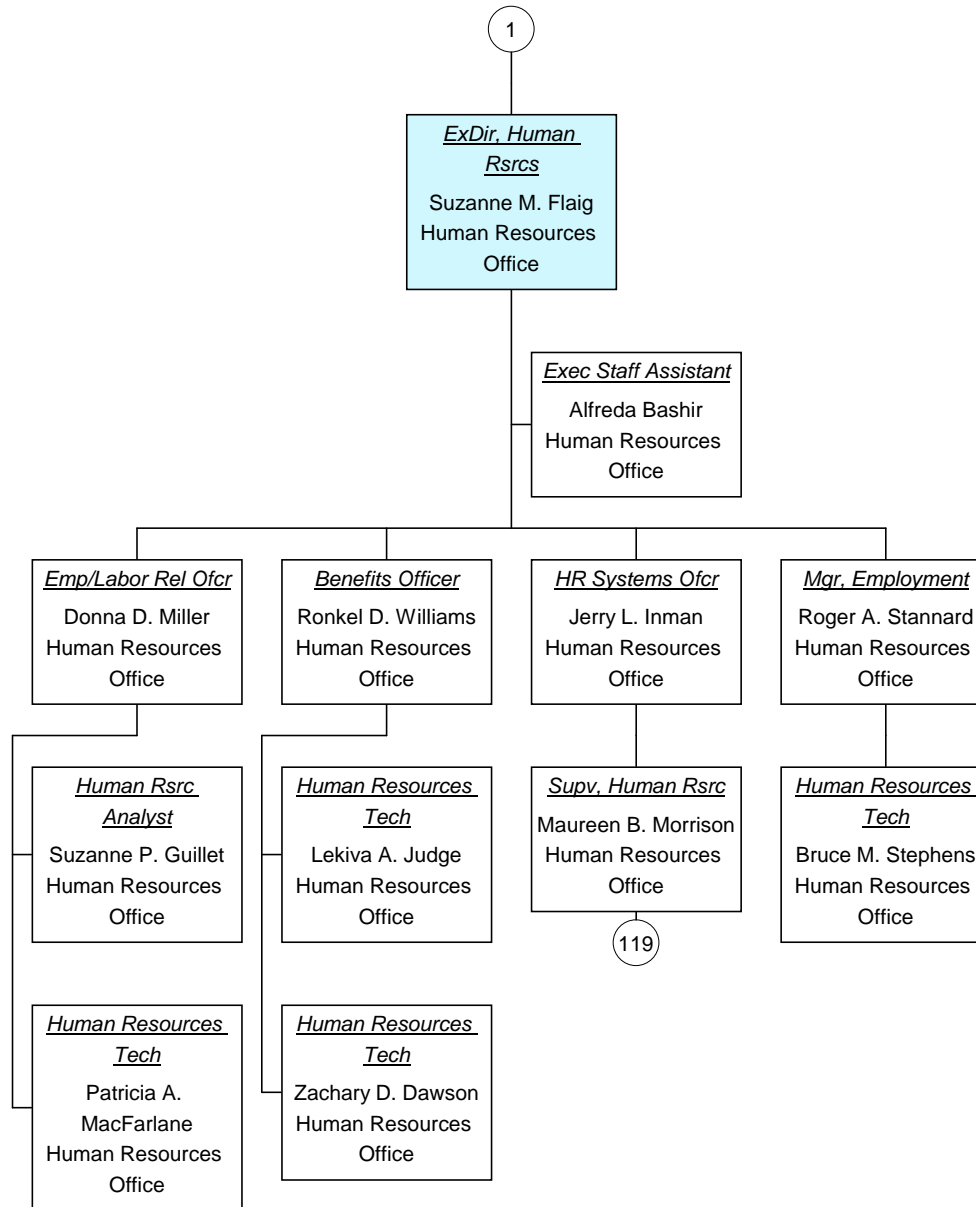 1
ExDir, Human
Rsrcs
Suzanne M. Flaig
Human Resources
Office
Exec Staff Assistant
Alfreda Bashir
Human Resources
Office
Emp/Labor Rel Ofcr
Donna D. Miller
Human Resources
Office
Benefits Officer
Ronkel D. Williams
Human Resources
Office
HR Systems Ofcr
Jerry L. Inman
Human Resources
Office
Mgr, Employment
Roger A. Stannard
Human Resources
Office
Human Rsrc
Analyst
Suzanne P. Guillet
Human Resources
Office
Human Resources
Tech
Lekiva A. Judge
Human Resources
Office
Supv, Human Rsrc
Maureen B. Morrison
Human Resources
Office
119
Human Resources
Tech
Bruce M. Stephens
Human Resources
Office
Human Resources
Tech
Patricia A.
MacFarlane
Human Resources
Office
Human Resources
Tech
Zachary D. Dawson
Human Resources
Office